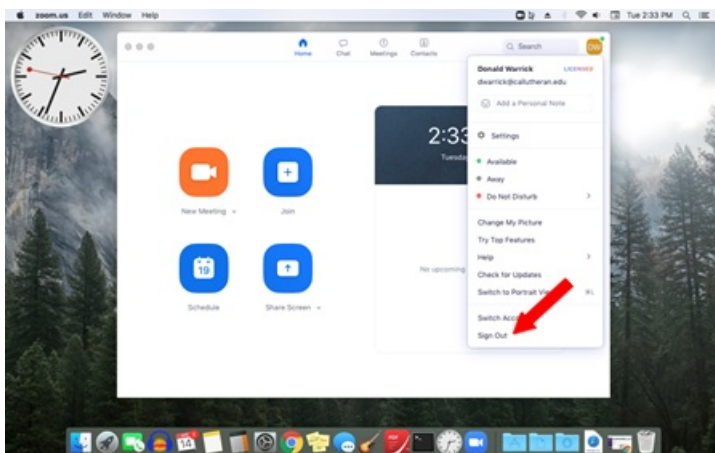 zoom.us Edit Window Help
Tue 2:33 PM
Home Chat Meetings Contacts
Search
DW
Donald Warrick LICENSED
dwarrick@callutheran.edu
Add a Personal Note
Settings
Available
Away
Do Not Disturb
Change My Picture
Try Top Features
Help
Check for Updates
Switch to Portrait
Switch
Sign Out
2:33
Tuesda
No upcoming
New Meeting
Join
19
Schedule
Share Screen
14